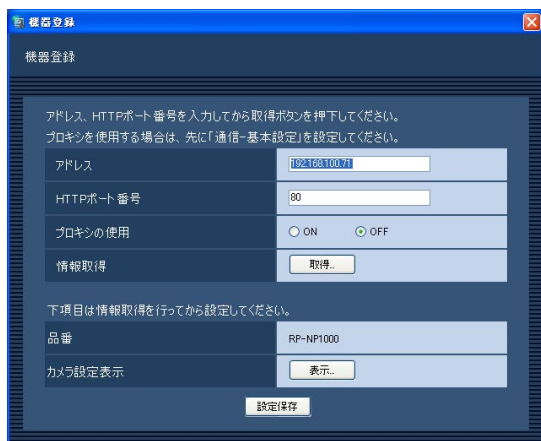 機器登録
機器登録
アドレス、HTTPポート番号を入力してから取得ボタンを押下してください。
プロキシを使用する場合は、先に「通信-基本設定」を設定してください。
アドレス 192.168.100.71
HTTPポート番号 80
プロキシの使用 ON OFF
情報取得 取得...
下項目は情報取得を行ってから設定してください。
品番 RP-NP1000
カメラ設定表示 表示...
設定保存